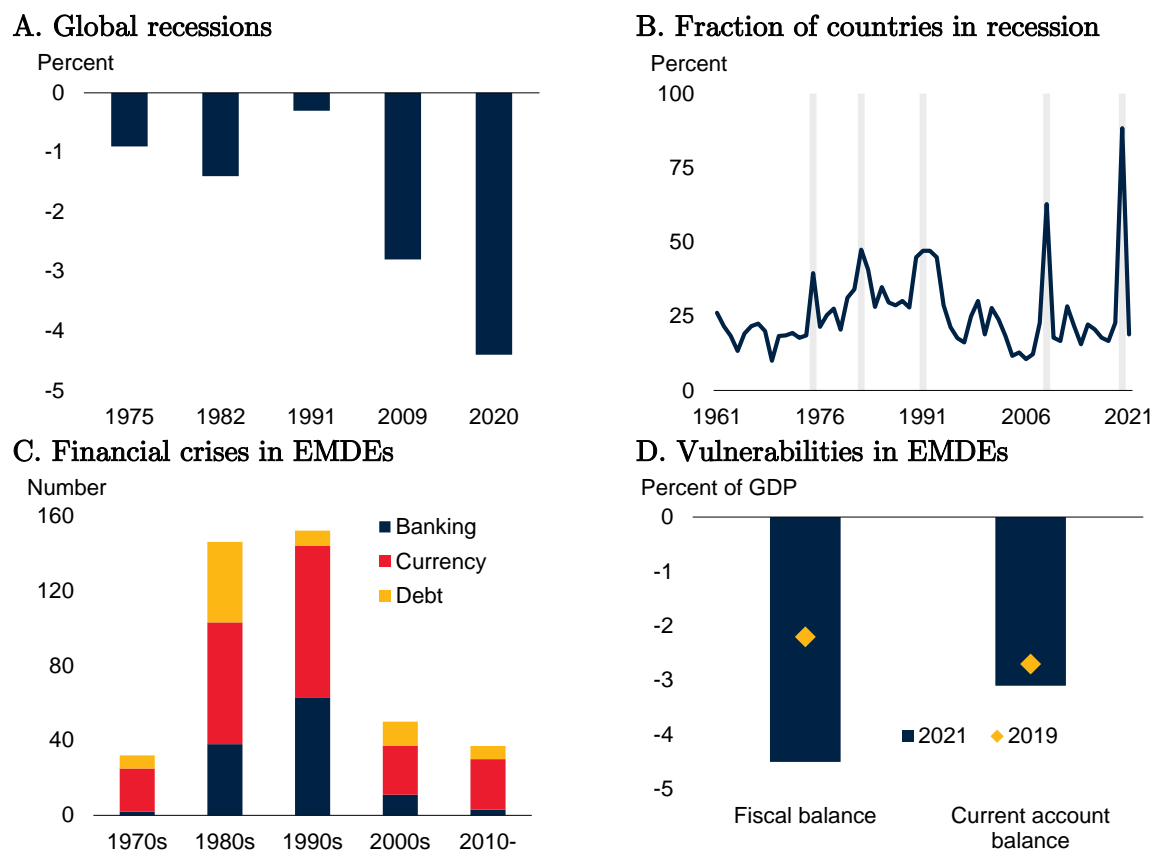 A. Global recessions
Percent
0
-1
-2
-3
-4
-5
1975 1982 1991 2009 2020
B. Fraction of countries in recession
Percent
100
75
50
25
0
1961 1976 1991 2006 2021
C. Financial crises in EMDEs
Number
160
120
80
40
0
Banking
Currency
Debt
1970s 1980s 1990s 2000s 2010-
D. Vulnerabilities in EMDEs
Percent of GDP
0
-1
-2
-3
-4
-5
2021 2019
Fiscal balance Current account
balance